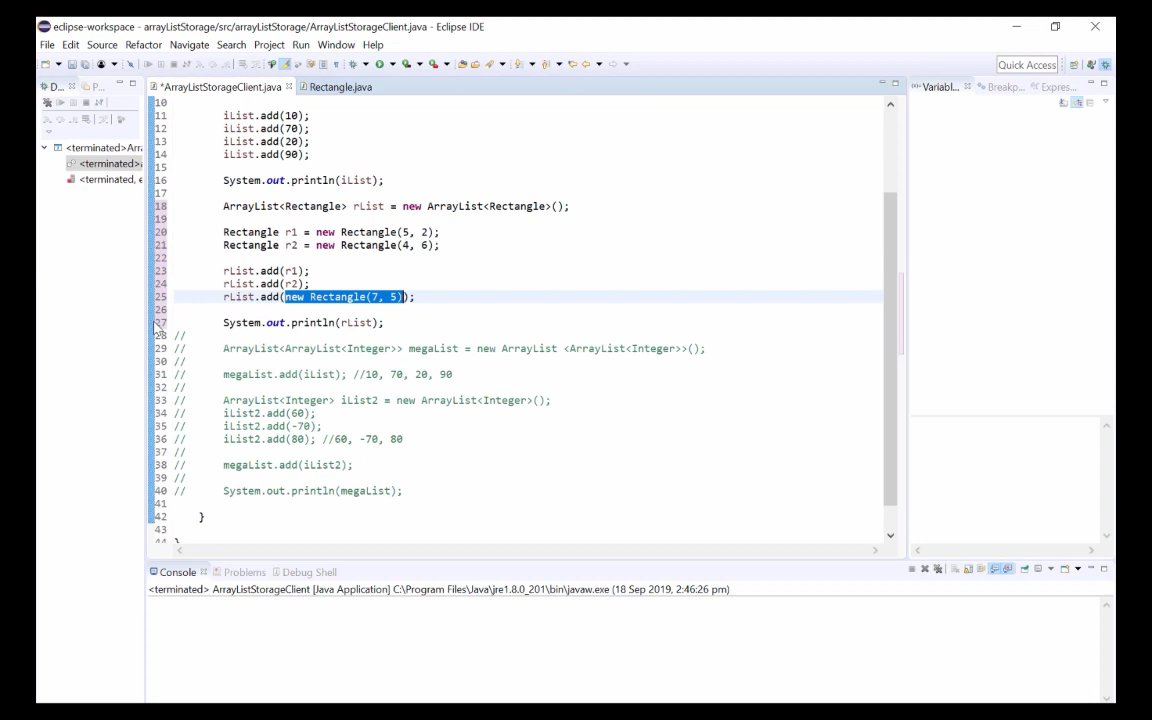 eclipse-workspace - arrayListStorage/src/arrayListStorage/ArrayListStorageClient.java - Eclipse IDE
File Edit Source Refactor Navigate Search Project Run Window Help
Quick Access
D... P...
*ArrayListStorageClient.java Rectangle.java
Variabl... Breakp... Expres...
<terminated>Arr
<terminated>
<terminated, e
10
11 iList.add(10);
12 iList.add(70);
13 iList.add(20);
14 iList.add(90);
15
16 System.out.println(iList);
17
18 ArrayList<Rectangle> rList = new ArrayList<Rectangle>();
19
20 Rectangle r1 = new Rectangle(5, 2);
21 Rectangle r2 = new Rectangle(4, 6);
22
23 rList.add(r1);
24 rList.add(r2);
25 rList.add(new Rectangle(7, 5));
26
27 System.out.println(rList);
28 //
29 // ArrayList<ArrayList<Integer>> megaList = new ArrayList <ArrayList<Integer>>();
30 //
31 // megaList.add(iList); //10, 70, 20, 90
32 //
33 // ArrayList<Integer> iList2 = new ArrayList<Integer>();
34 // iList2.add(60);
35 // iList2.add(-70);
36 // iList2.add(80); //60, -70, 80
37 //
38 // megaList.add(iList2);
39 //
40 // System.out.println(megaList);
41
42 }
43
44 }
Console Problems Debug Shell
<terminated> ArrayListStorageClient [Java Application] C:\Program Files\Java\jre1.8.0_201\bin\javaw.exe (18 Sep 2019, 2:46:26 pm)